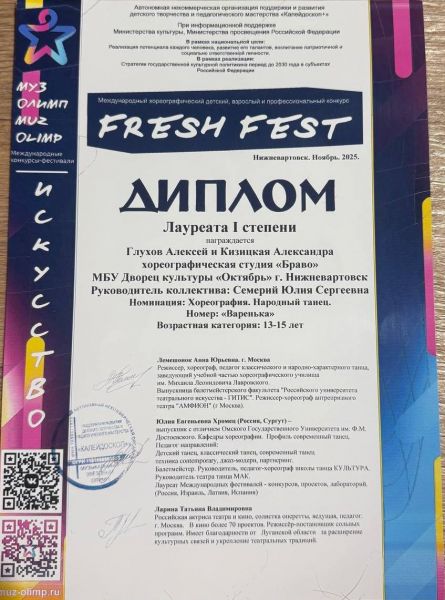 Автономная некоммерческая организация поддержки и развития
детского творчества и педагогического мастерства «Калейдоскоп+»
При информационной поддержке
Министерства культуры, Министерства просвещения Российской Федерации
В рамках национальной цели:
Реализация потенциала каждого человека, развитие его талантов, воспитание патриотичной и
социально ответственной личности.
В рамках реализации:
Стратегии государственной культурной политики на период до 2030 года в субъектах
Российской Федерации
МУЗ
ОЛИМП
MUZ
OLIMP
Международные
конкурсы-фестивали
ИСКУССТВО
Международный хореографический детский, взрослый и профессиональный конкурс
FRESH FEST
Нижневартовск. Ноябрь, 2025.
ДИПЛОМ
Лауреата I степени
награждается
Глухов Алексей и Кизицкая Александра
хореографическая студия «Браво»
МБУ Дворец культуры «Октябрь» г. Нижневартовск
Руководитель коллектива: Семерий Юлия Сергеевна
Номинация: Хореография. Народный танец.
Номер: «Варенька»
Возрастная категория: 13-15 лет
Лемешонок Анна Юрьевна. г. Москва
Режиссер, хореограф, педагог классического и народно-характерного танца,
заведующий учебной частью хореографического училища
им. Михаила Леонидовича Лавровского.
Выпускница балетмейстерского факультета "Российского университета
театрального искусства - ГИТИС". Режиссер-хореограф антрепризного
театра "АМФИОН" (г Москва).
Юлия Евгеньевна Хромец (Россия, Сургут) –
выпускник с отличием Омского Государственного Университета им. Ф.М.
Достоевского. Кафедры хореографии. Профиль современный танец.
Педагог направлений:
Детский танец, классический танец, современный танец
техника contemporary, джаз-модерн, партнеринг.
Балетмейстер. Руководитель, педагог-хореограф школы танца КУЛЬТУРА.
Руководитель театра танца МАК.
Лауреат Международных фестивалей - конкурсов, проектов, лабораторий.
(Россия, Израиль, Латвия, Испания)
Ларина Татьяна Владимировна
Российская актриса театра и кино, солистка оперетты, ведущая, педагог.
г. Москва. В кино более 70 проектов. Режиссёр-постановщик сольных
программ. Имеет благодарности от Луганской области за расширение
культурных связей и укрепление театральных традиций.
«КАЛЕЙДОСКОП+»
muz-olimp.ru